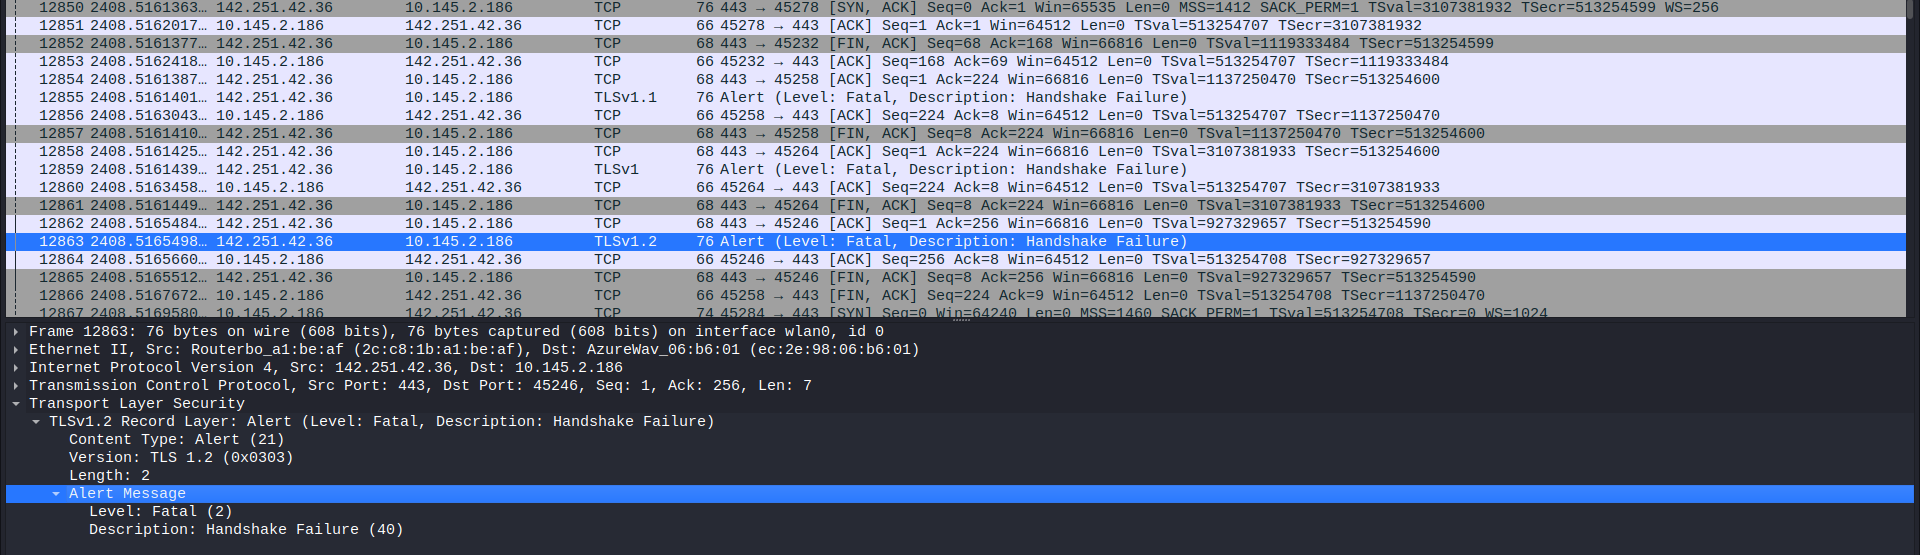 12850 2408.5161363… 142.251.42.36 10.145.2.186 TCP 76 443 → 45278 [SYN, ACK] Seq=0 Ack=1 Win=65535 Len=0 MSS=1412 SACK_PERM=1 TSval=3107381932 TSecr=513254599 WS=256
12851 2408.5162017… 10.145.2.186 142.251.42.36 TCP 66 45278 → 443 [ACK] Seq=1 Ack=1 Win=64512 Len=0 TSval=513254707 TSecr=3107381932
12852 2408.5161377… 142.251.42.36 10.145.2.186 TCP 68 443 → 45232 [FIN, ACK] Seq=68 Ack=168 Win=66816 Len=0 TSval=1119333484 TSecr=513254599
12853 2408.5162418… 10.145.2.186 142.251.42.36 TCP 66 45232 → 443 [ACK] Seq=168 Ack=69 Win=64512 Len=0 TSval=513254707 TSecr=1119333484
12854 2408.5161387… 142.251.42.36 10.145.2.186 TCP 68 443 → 45258 [ACK] Seq=1 Ack=224 Win=66816 Len=0 TSval=1137250470 TSecr=513254600
12855 2408.5161401… 142.251.42.36 10.145.2.186 TLSv1.1 76 Alert (Level: Fatal, Description: Handshake Failure)
12856 2408.5163043… 10.145.2.186 142.251.42.36 TCP 66 45258 → 443 [ACK] Seq=224 Ack=8 Win=64512 Len=0 TSval=513254707 TSecr=1137250470
12857 2408.5161410… 142.251.42.36 10.145.2.186 TCP 68 443 → 45258 [FIN, ACK] Seq=8 Ack=224 Win=66816 Len=0 TSval=1137250470 TSecr=513254600
12858 2408.5161425… 142.251.42.36 10.145.2.186 TCP 68 443 → 45264 [ACK] Seq=1 Ack=224 Win=66816 Len=0 TSval=3107381933 TSecr=513254600
12859 2408.5161439… 142.251.42.36 10.145.2.186 TLSv1 76 Alert (Level: Fatal, Description: Handshake Failure)
12860 2408.5163458… 10.145.2.186 142.251.42.36 TCP 66 45264 → 443 [ACK] Seq=224 Ack=8 Win=64512 Len=0 TSval=513254707 TSecr=3107381933
12861 2408.5161449… 142.251.42.36 10.145.2.186 TCP 68 443 → 45264 [FIN, ACK] Seq=8 Ack=224 Win=66816 Len=0 TSval=3107381933 TSecr=513254600
12862 2408.5165484… 142.251.42.36 10.145.2.186 TCP 68 443 → 45246 [ACK] Seq=1 Ack=256 Win=66816 Len=0 TSval=927329657 TSecr=513254590
12863 2408.5165498… 142.251.42.36 10.145.2.186 TLSv1.2 76 Alert (Level: Fatal, Description: Handshake Failure)
12864 2408.5165660… 10.145.2.186 142.251.42.36 TCP 66 45246 → 443 [ACK] Seq=256 Ack=8 Win=64512 Len=0 TSval=513254708 TSecr=927329657
12865 2408.5165512… 142.251.42.36 10.145.2.186 TCP 68 443 → 45246 [FIN, ACK] Seq=8 Ack=256 Win=66816 Len=0 TSval=927329657 TSecr=513254590
12866 2408.5167672… 10.145.2.186 142.251.42.36 TCP 66 45258 → 443 [FIN, ACK] Seq=224 Ack=9 Win=64512 Len=0 TSval=513254708 TSecr=1137250470
12867 2408.5169580… 10.145.2.186 142.251.42.36 TCP 74 45284 → 443 [SYN] Seq=0 Win=64240 Len=0 MSS=1460 SACK_PERM=1 TSval=513254708 TSecr=0 WS=1024
Frame 12863: 76 bytes on wire (608 bits), 76 bytes captured (608 bits) on interface wlan0, id 0
Ethernet II, Src: Routerbo_a1:be:af (2c:c8:1b:a1:be:af), Dst: AzureWav_06:b6:01 (ec:2e:98:06:b6:01)
Internet Protocol Version 4, Src: 142.251.42.36, Dst: 10.145.2.186
Transmission Control Protocol, Src Port: 443, Dst Port: 45246, Seq: 1, Ack: 256, Len: 7
Transport Layer Security
TLSv1.2 Record Layer: Alert (Level: Fatal, Description: Handshake Failure)
Content Type: Alert (21)
Version: TLS 1.2 (0x0303)
Length: 2
Alert Message
Level: Fatal (2)
Description: Handshake Failure (40)